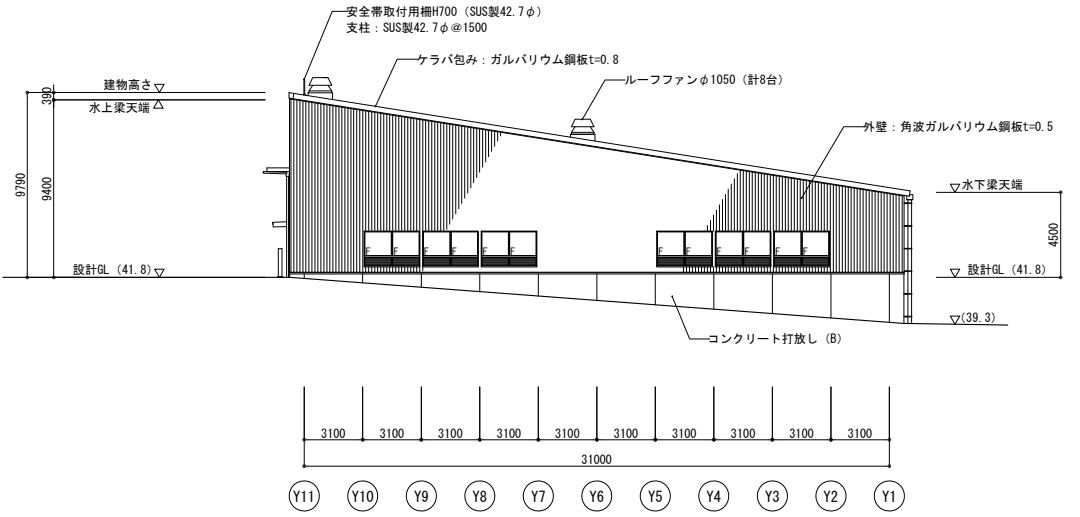 安全帯取付用柵H700 (SUS製42.7φ)
支柱：SUS製42.7φ@1500
ケラバ包み：ガルバリウム鋼板t=0.8
ルーフファンφ1050 (計8台)
外壁：角波ガルバリウム鋼板t=0.5
建物高さ
水上梁天端
390
9790
9400
設計GL (41.8)
水下梁天端
4500
設計GL (41.8)
(39.3)
F F F F F F F F F F F
コンクリート打放し (B)
3100 3100 3100 3100 3100 3100 3100 3100 3100 3100
31000
Y11 Y10 Y9 Y8 Y7 Y6 Y5 Y4 Y3 Y2 Y1